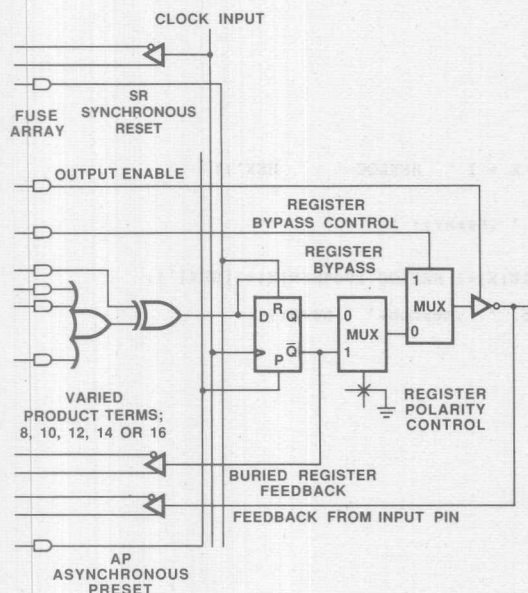 CLOCK INPUT
SR
SYNCHRONOUS
RESET
FUSE
ARRAY
OUTPUT ENABLE
REGISTER
BYPASS CONTROL
REGISTER
BYPASS
1
MUX
0
D R Q
P Q
0
MUX
1
VARIED
PRODUCT TERMS;
8, 10, 12, 14 OR 16
REGISTER
POLARITY
CONTROL
BURIED REGISTER
FEEDBACK
FEEDBACK FROM INPUT PIN
AP
ASYNCHRONOUS
PRESET